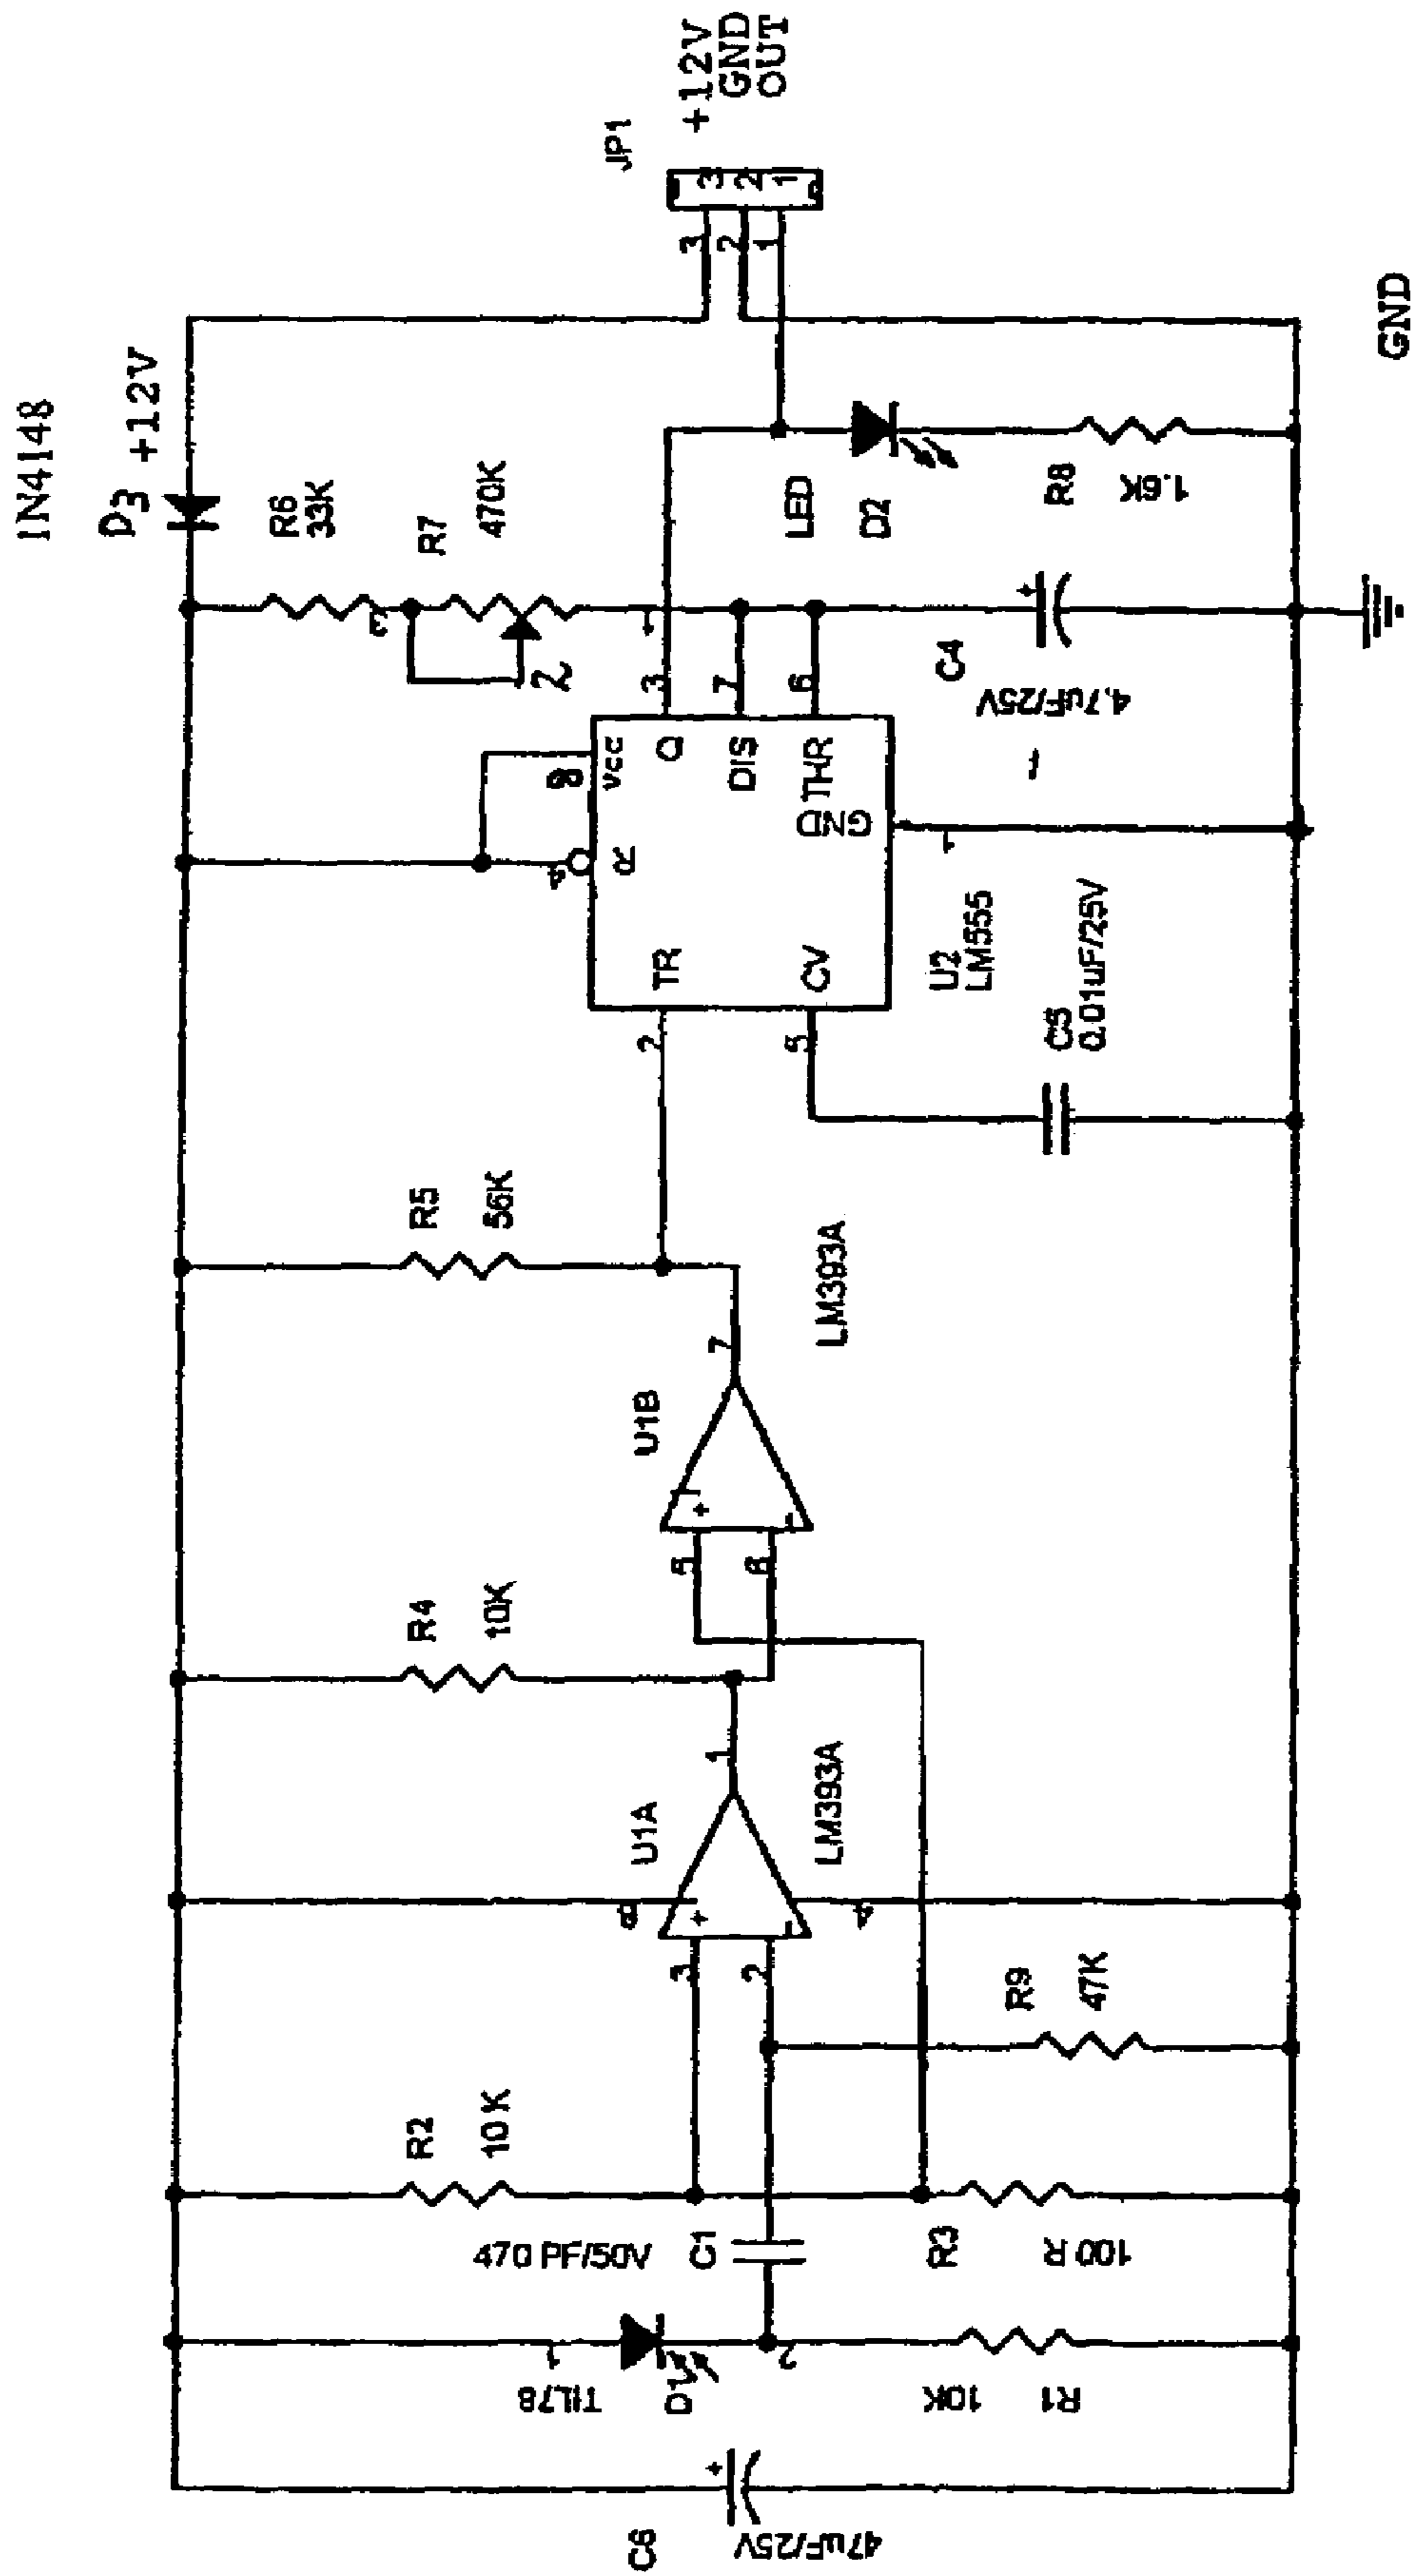 1N4148
D3 +12V
R6
33K
R7
470K
3
2
1
JP1
+12V
GND
OUT
3
2
1
3
2
1
GND
LED
D2
R8
1.6K
C4
4.7uF/25V
3
7
6
8
4
2
5
1
VCC
Q
DIS
THR
GND
R
TR
CV
U2
LM555
C5
0.01uF/25V
R5
56K
U1B
LM393A
7
5
6
+
R4
10K
U1A
LM393A
1
8
4
3
2
+
R9
47K
R2
10K
470 PF/50V
C1
R3
100 R
1
2
TIL78
D1
10K
R1
C6
47uF/25V
+